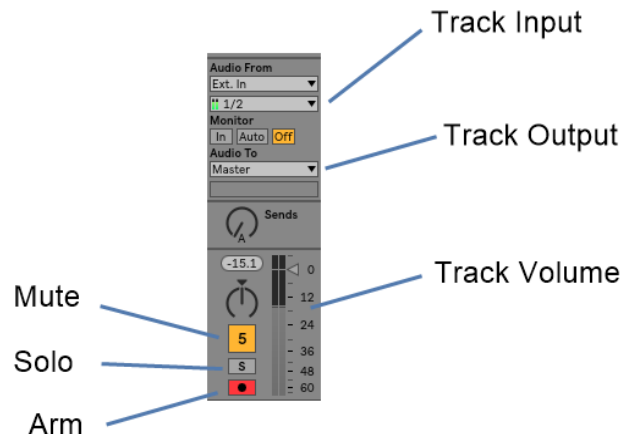 Track Input
Audio From
Ext. In
1/2
Monitor
In Auto Off
Audio To
Master
Track Output
Sends
A
-15.1
0
12
24
36
48
60
Track Volume
5
S
Mute
Solo
Arm